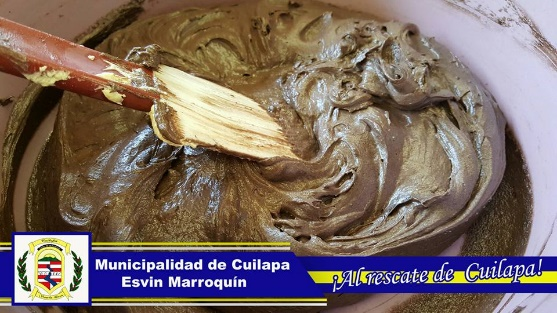 Municipalidad de Cuilapa
Esvin Marroquín
¡Al rescate de Cuilapa!